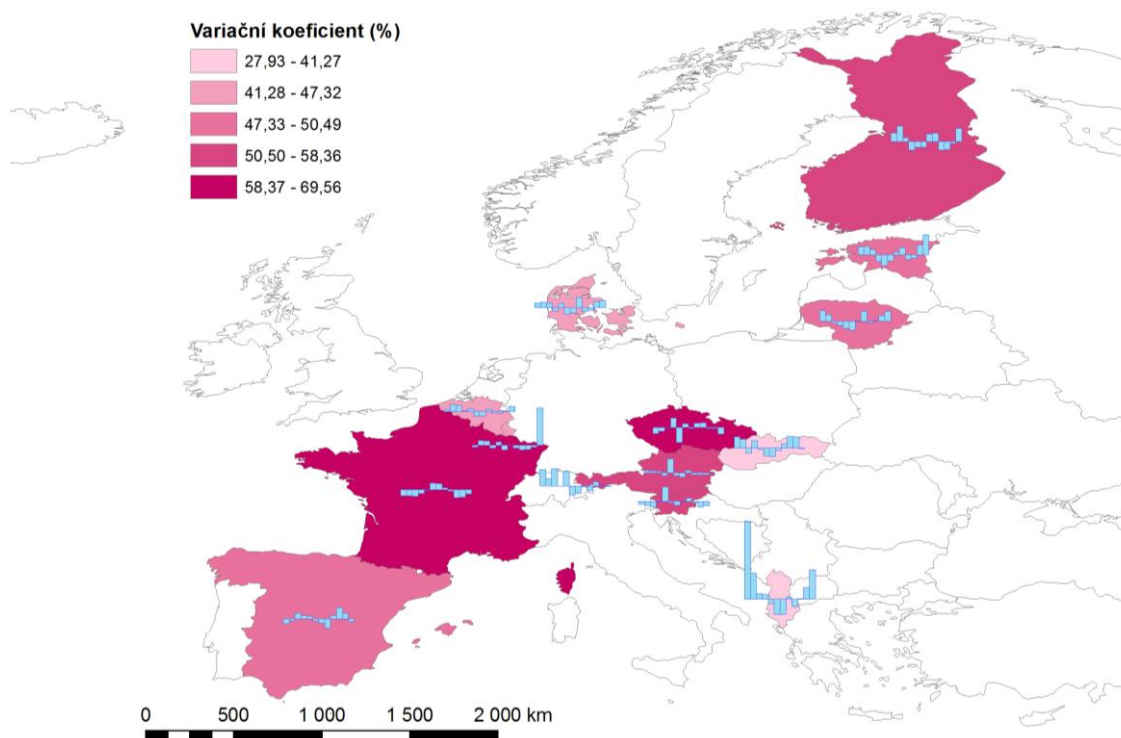 Variační koeficient (%)
27,93 - 41,27
41,28 - 47,32
47,33 - 50,49
50,50 - 58,36
58,37 - 69,56
0 500 1 000 1 500 2 000 km